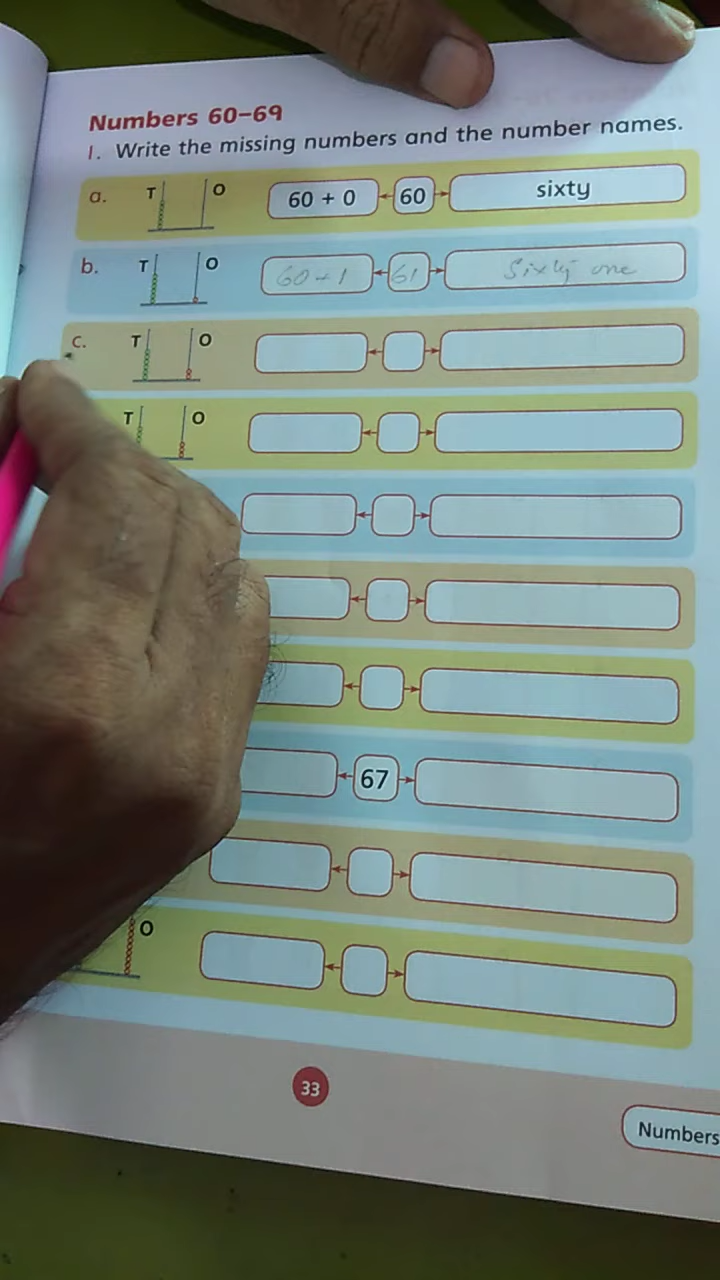 Numbers 60–69
1. Write the missing numbers and the number names.
a. T O 60 + 0 60 sixty
b. T O 60 + 1 61 Sixty one
c. T O
T O
67
O
33
Numbers